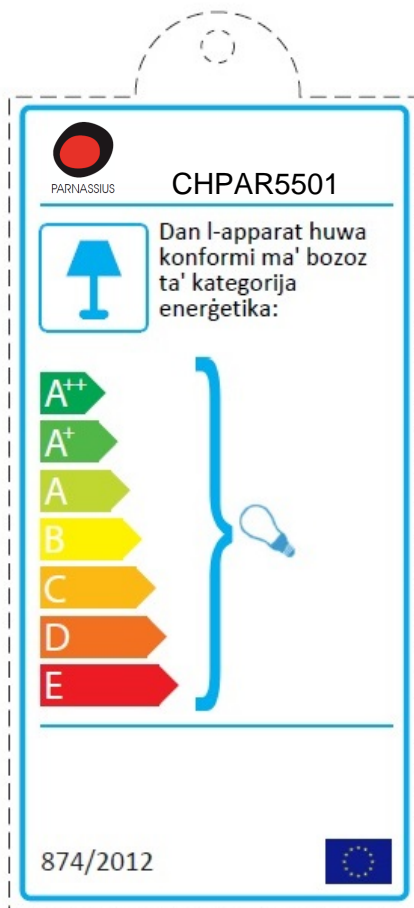 PARNASSIUS
CHPAR5501
Dan l-apparat huwa
konformi ma' bozoz
ta' kategorija
enerġetika:
A++
A+
A
B
C
D
E
874/2012